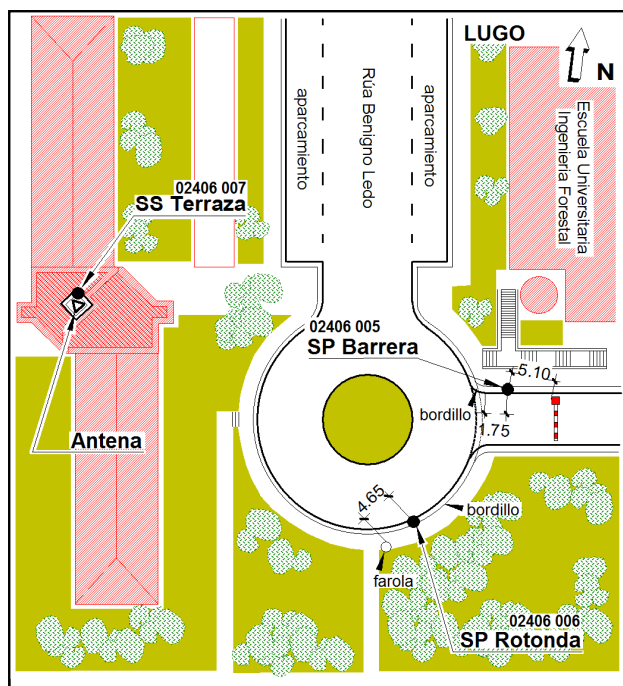 LUGO
N
aparcamiento
Rúa Benigno Ledo
aparcamiento
Escuela Universitaria
Ingenieria Forestal
02406 007
SS Terraza
02406 005
SP Barrera
5.10
bordillo
1.75
Antena
4.65
bordillo
farola
02406 006
SP Rotonda